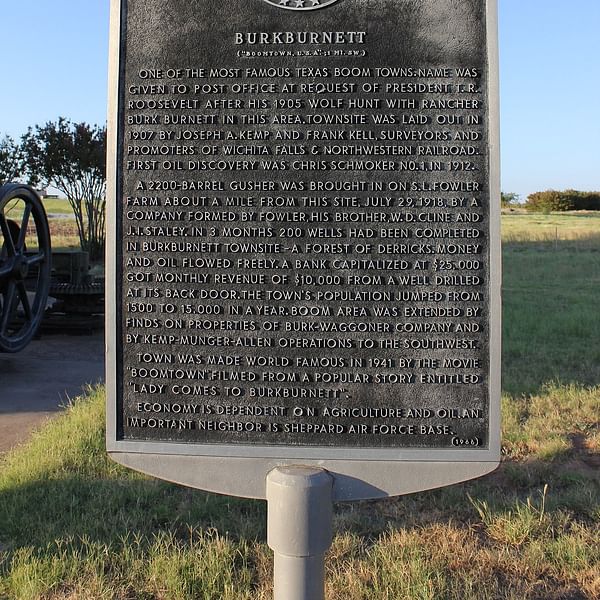 BURKBURNETT
("BOOMTOWN, U.S.A."; 1 MI. SW)
ONE OF THE MOST FAMOUS TEXAS BOOM TOWNS. NAME WAS
GIVEN TO POST OFFICE AT REQUEST OF PRESIDENT T. R.
ROOSEVELT AFTER HIS 1905 WOLF HUNT WITH RANCHER
BURK BURNETT IN THIS AREA. TOWNSITE WAS LAID OUT IN
1907 BY JOSEPH A. KEMP AND FRANK KELL, SURVEYORS AND
PROMOTERS OF WICHITA FALLS & NORTHWESTERN RAILROAD.
FIRST OIL DISCOVERY WAS CHRIS SCHMOKER NO. 1, IN 1912.
A 2200-BARREL GUSHER WAS BROUGHT IN ON S. L. FOWLER
FARM ABOUT A MILE FROM THIS SITE, JULY 29, 1918, BY A
COMPANY FORMED BY FOWLER, HIS BROTHER, W. D. CLINE AND
J. I. STALEY. IN 3 MONTHS 200 WELLS HAD BEEN COMPLETED
IN BURKBURNETT TOWNSITE - A FOREST OF DERRICKS. MONEY
AND OIL FLOWED FREELY. A BANK CAPITALIZED AT $25,000
GOT MONTHLY REVENUE OF $10,000 FROM A WELL DRILLED
AT ITS BACK DOOR. THE TOWN'S POPULATION JUMPED FROM
1500 TO 15,000 IN A YEAR. BOOM AREA WAS EXTENDED BY
FINDS ON PROPERTIES OF BURK-WAGGONER COMPANY AND
BY KEMP-MUNGER-ALLEN OPERATIONS TO THE SOUTHWEST.
TOWN WAS MADE WORLD FAMOUS IN 1941 BY THE MOVIE
"BOOMTOWN" FILMED FROM A POPULAR STORY ENTITLED
"LADY COMES TO BURKBURNETT".
ECONOMY IS DEPENDENT ON AGRICULTURE AND OIL. AN
IMPORTANT NEIGHBOR IS SHEPPARD AIR FORCE BASE.
(1966)